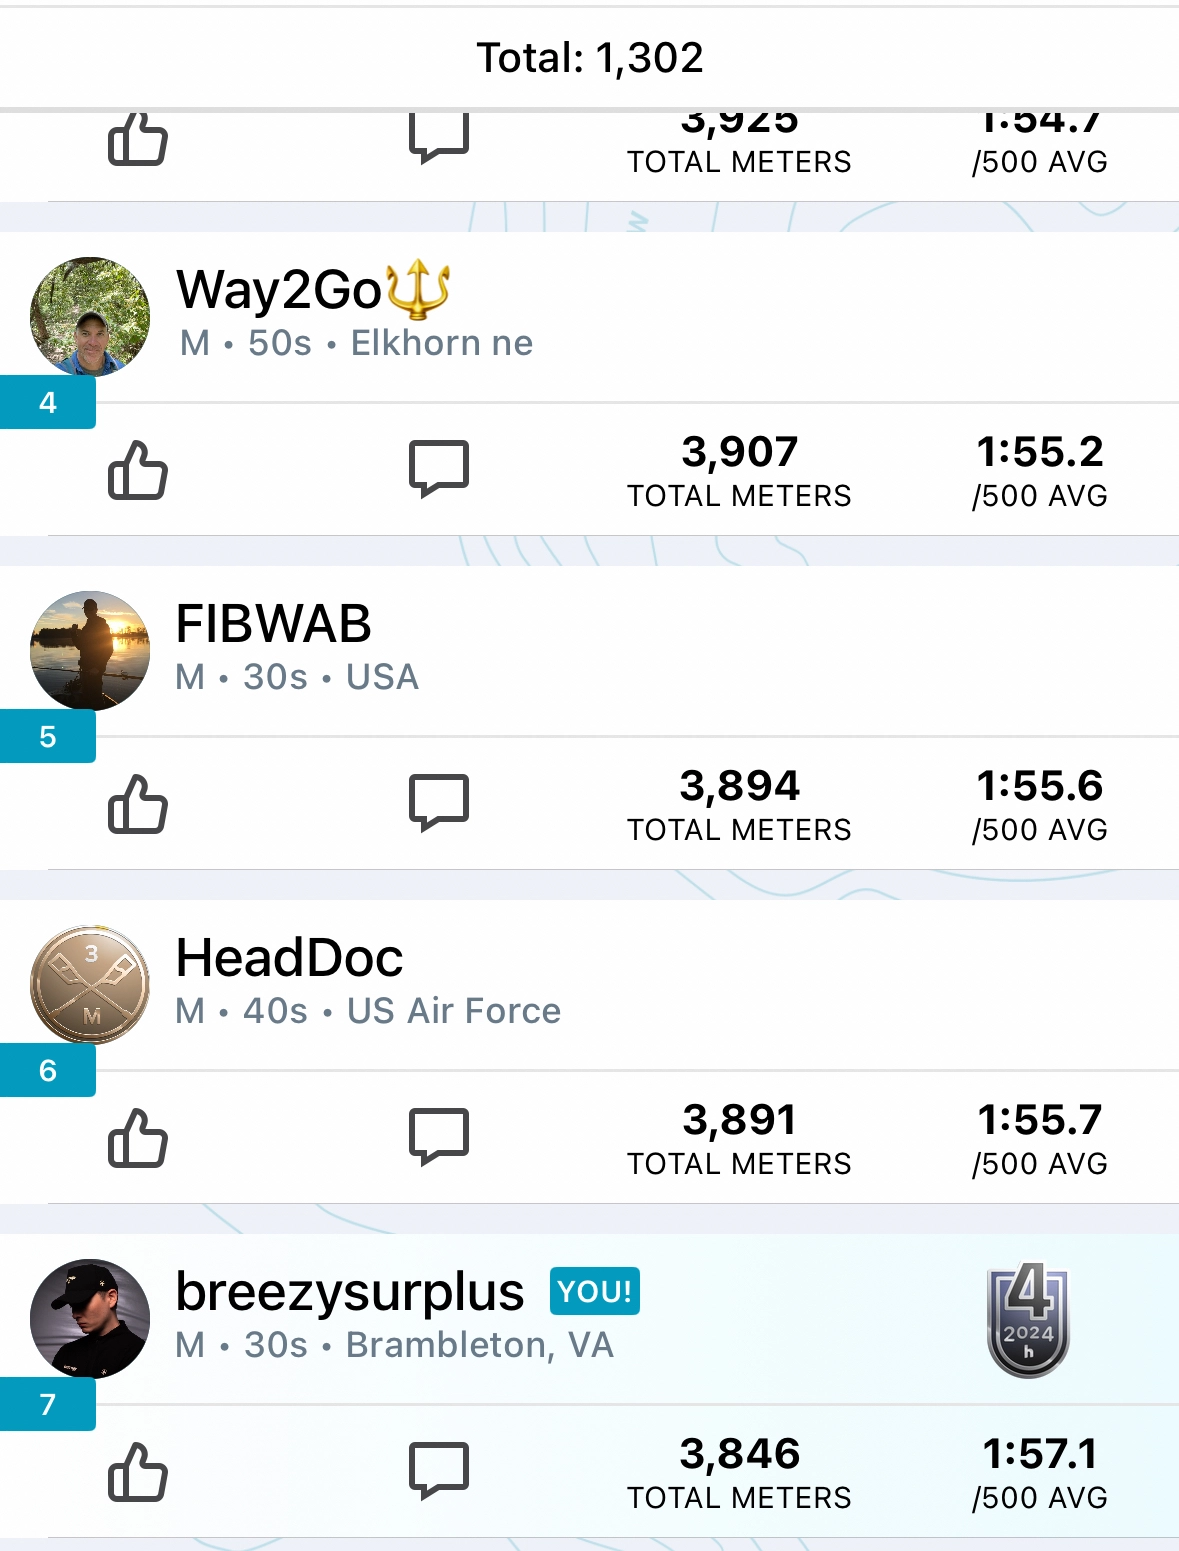 Total: 1,302
3,925 1:54.7
TOTAL METERS /500 AVG
w
Way2Go🔱
M • 50s • Elkhorn ne
4
3,907 1:55.2
TOTAL METERS /500 AVG
FIBWAB
M • 30s • USA
5
3,894 1:55.6
TOTAL METERS /500 AVG
3
M
HeadDoc
M • 40s • US Air Force
6
3,891 1:55.7
TOTAL METERS /500 AVG
breezysurplus YOU!
M • 30s • Brambleton, VA
4
2024
h
7
3,846 1:57.1
TOTAL METERS /500 AVG